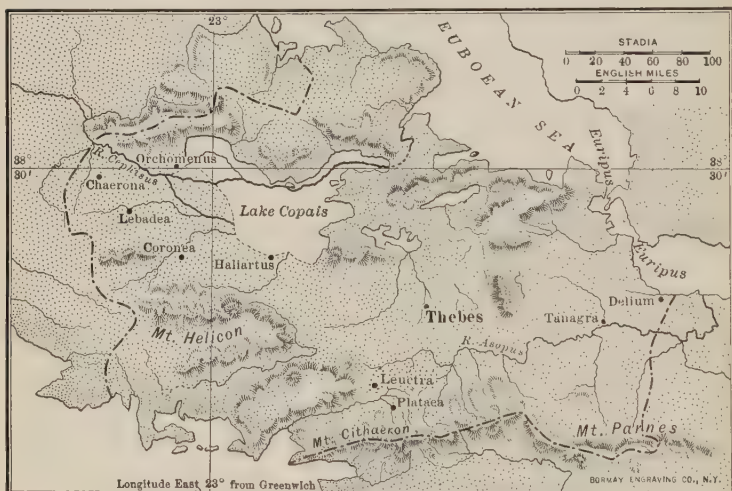 23°
EUBOEAN SEA
STADIA
0 20 40 60 80 100
ENGLISH MILES
0 2 4 6 8 10
Euripus
38°
30'
38°
30'
R. Cephisus
Orchomenus
Chaerona
Lebadea
Lake Copais
Coronea
Haliartus
Euripus
Delium
Thebes
Tanagra
Mt. Helicon
R. Asopus
Leuctra
Plataea
Mt. Cithaeron
Mt. Parnes
Longitude East 23° from Greenwich
BORMAY ENGRAVING CO., N.Y.